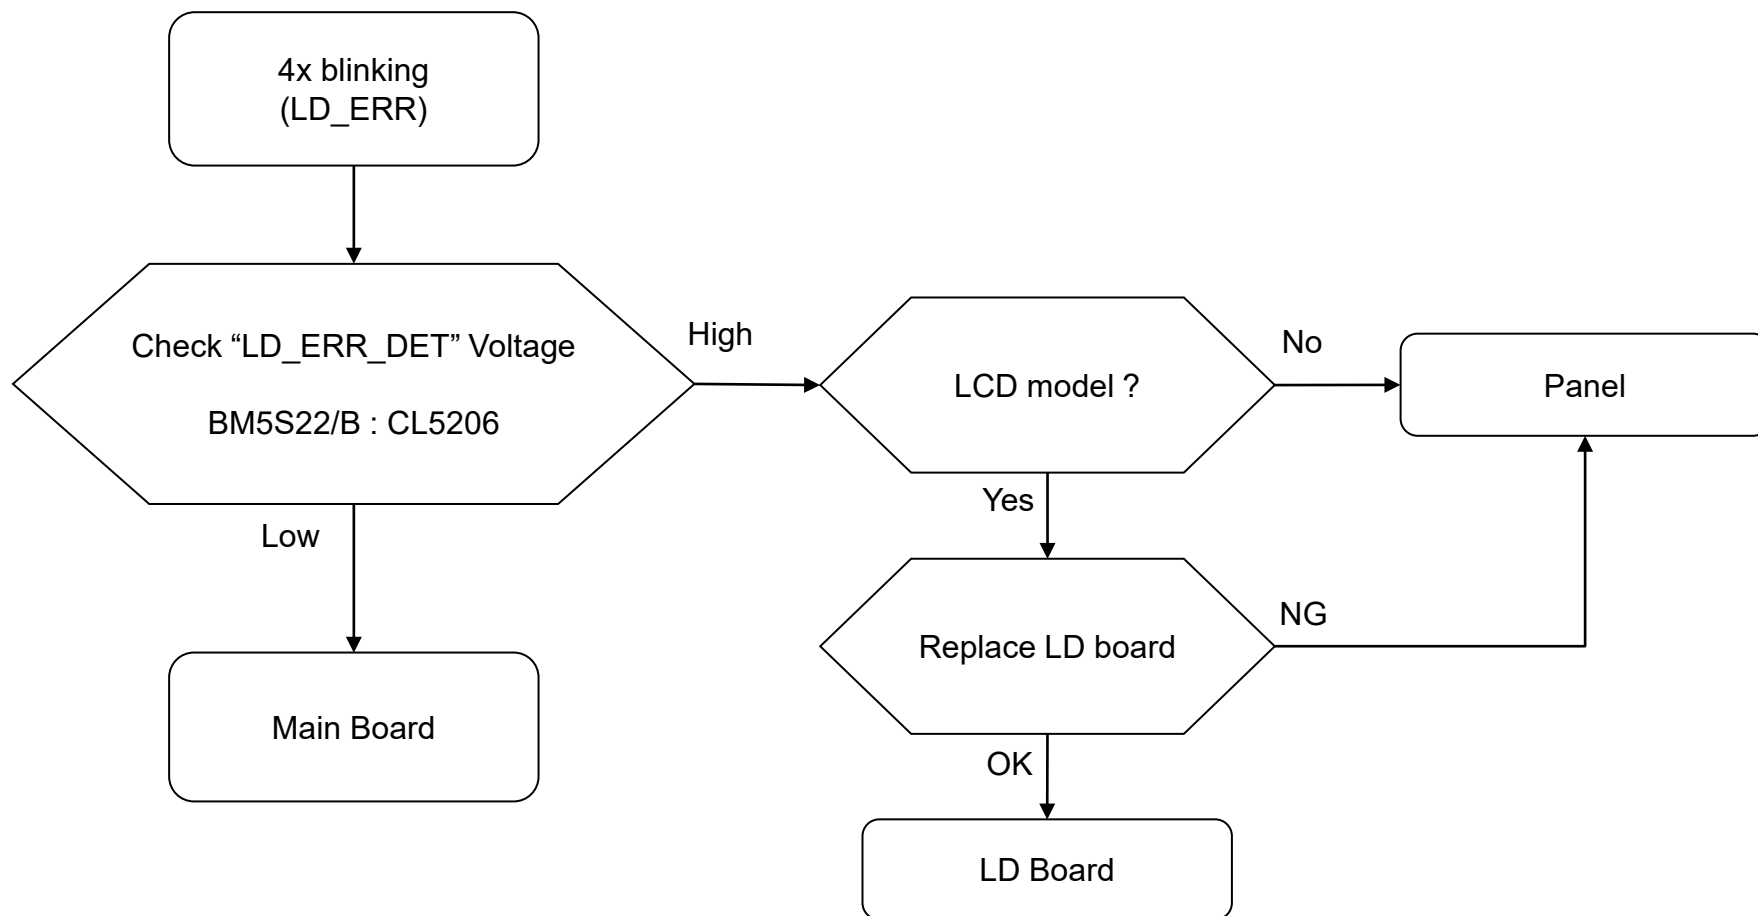 4x blinking
(LD_ERR)
Check “LD_ERR_DET” Voltage
BM5S22/B : CL5206
High
LCD model ?
No
Panel
Low
Yes
Replace LD board
NG
Main Board
OK
LD Board